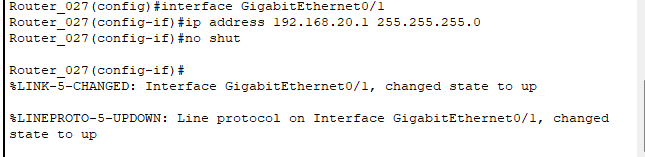 Router_027(config)#interface GigabitEthernet0/1
Router_027(config-if)#ip address 192.168.20.1 255.255.255.0
Router_027(config-if)#no shut
Router_027(config-if)#
%LINK-5-CHANGED: Interface GigabitEthernet0/1, changed state to up
%LINEPROTO-5-UPDOWN: Line protocol on Interface GigabitEthernet0/1, changed
state to up